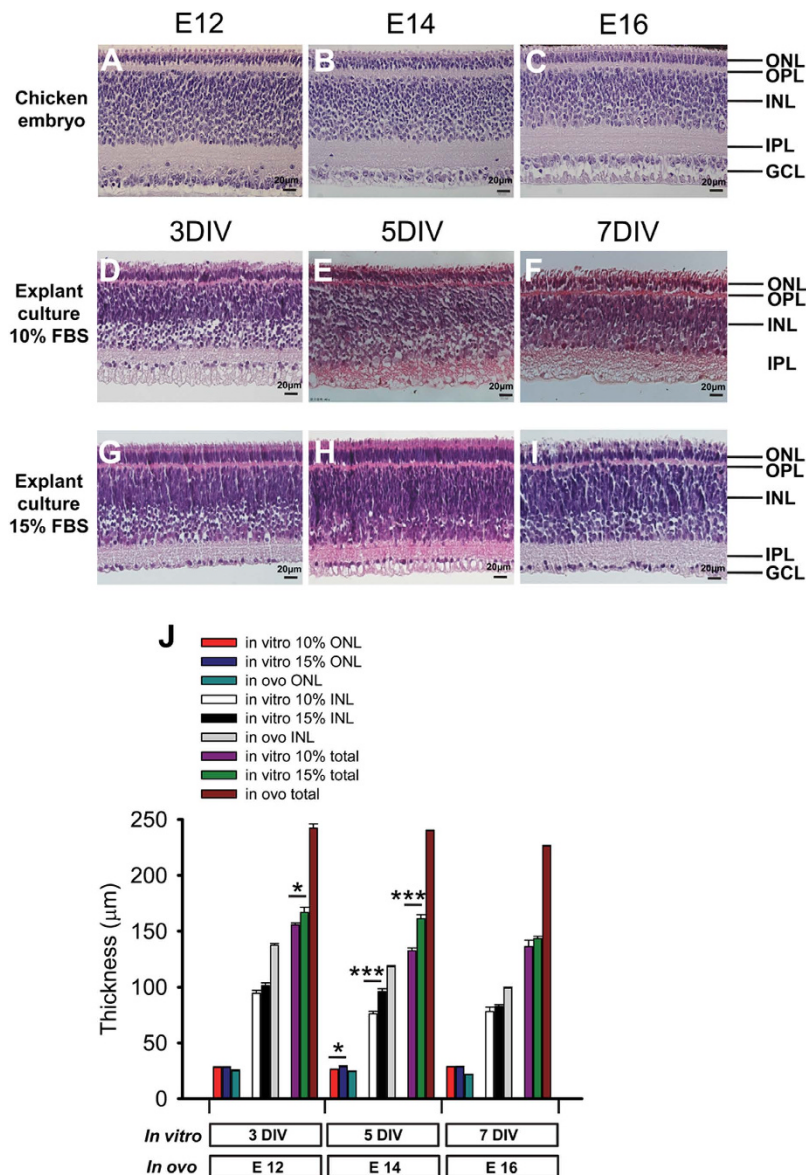 E12 E14 E16
Chicken
embryo
A B C
ONL
OPL
INL
IPL
GCL
20µm 20µm 20µm
3DIV 5DIV 7DIV
Explant
culture
10% FBS
D E F
ONL
OPL
INL
IPL
20µm 20µm 20µm
Explant
culture
15% FBS
G H I
ONL
OPL
INL
IPL
GCL
20µm 20µm 20µm
J
in vitro 10% ONL
in vitro 15% ONL
in ovo ONL
in vitro 10% INL
in vitro 15% INL
in ovo INL
in vitro 10% total
in vitro 15% total
in ovo total
Thickness (µm)
250
200
150
100
50
0
*
* *** ***
In vitro 3 DIV 5 DIV 7 DIV
In ovo E 12 E 14 E 16